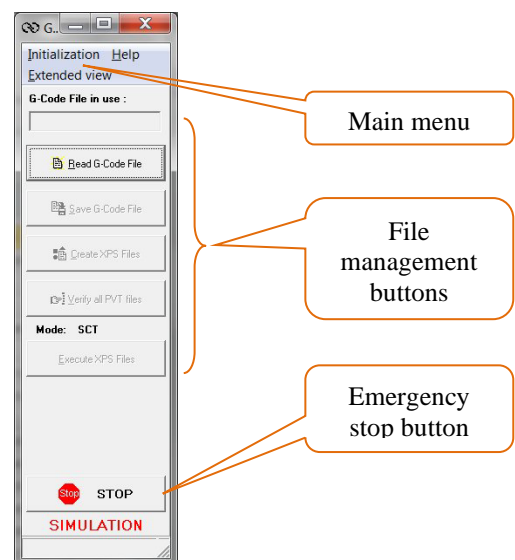 G..
Initialization Help
Extended view
G-Code File in use :
Read G-Code File
Save G-Code File
Create XPS Files
Verify all PVT files
Mode: SCT
Execute XPS Files
Stop STOP
SIMULATION
Main menu
File
management
buttons
Emergency
stop button